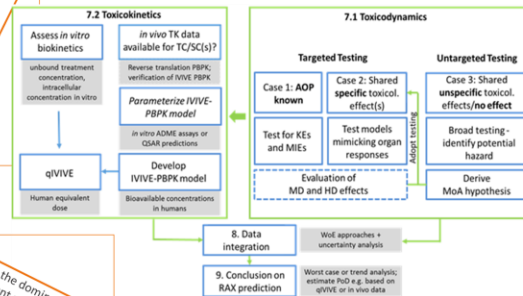 7.2 Toxicokinetics
Assess in vitro
biokinetics
unbound treatment
concentration,
intracellular
concentration in vitro
qIVIVE
Human equivalent
dose
in vivo TK data
available for TC/SC(s)?
Reverse translation PBPK;
verification of IVIVE PBPK
Parameterize IVIVE-
PBPK model
in vitro ADME assays or
QSAR predictions
Develop
IVIVE-PBPK model
Bioavailable concentrations
in humans
7.1 Toxicodynamics
Targeted Testing
Untargeted Testing
Case 1: AOP
known
Case 2: Shared
specific toxicol.
effect(s)
Case 3: Shared
unspecific toxicol.
effects/no effect
Test for KEs
and MIEs
Test models
mimicking organ
responses
Adopt testing
Broad testing -
identify potential
hazard
Evaluation of
MD and HD effects
Derive
MoA hypothesis
8. Data
integration
WoE approaches +
uncertainty analysis
9. Conclusion on
RAX prediction
Worst case or trend analysis;
estimate PoD e.g. based on
qIVIVE or in vivo data
the domin